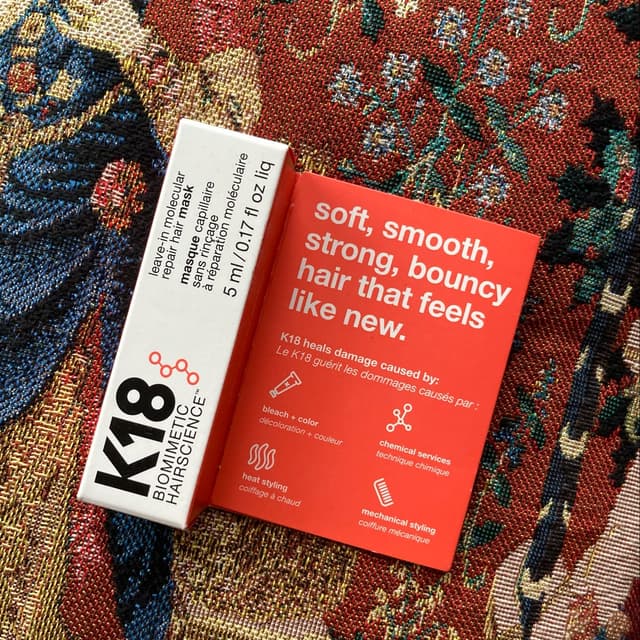 leave-in molecular
repair hair mask
masque capillaire
sans rinçage
à réparation moléculaire
5 ml / 0.17 fl oz liq
K18
BIOMIMETIC
HAIRSCIENCE™
soft, smooth,
strong, bouncy
hair that feels
like new.
K18 heals damage caused by:
Le K18 guérit les dommages causés par :
bleach + color
décoloration + couleur
chemical services
technique chimique
heat styling
coiffage à chaud
mechanical styling
coiffure mécanique